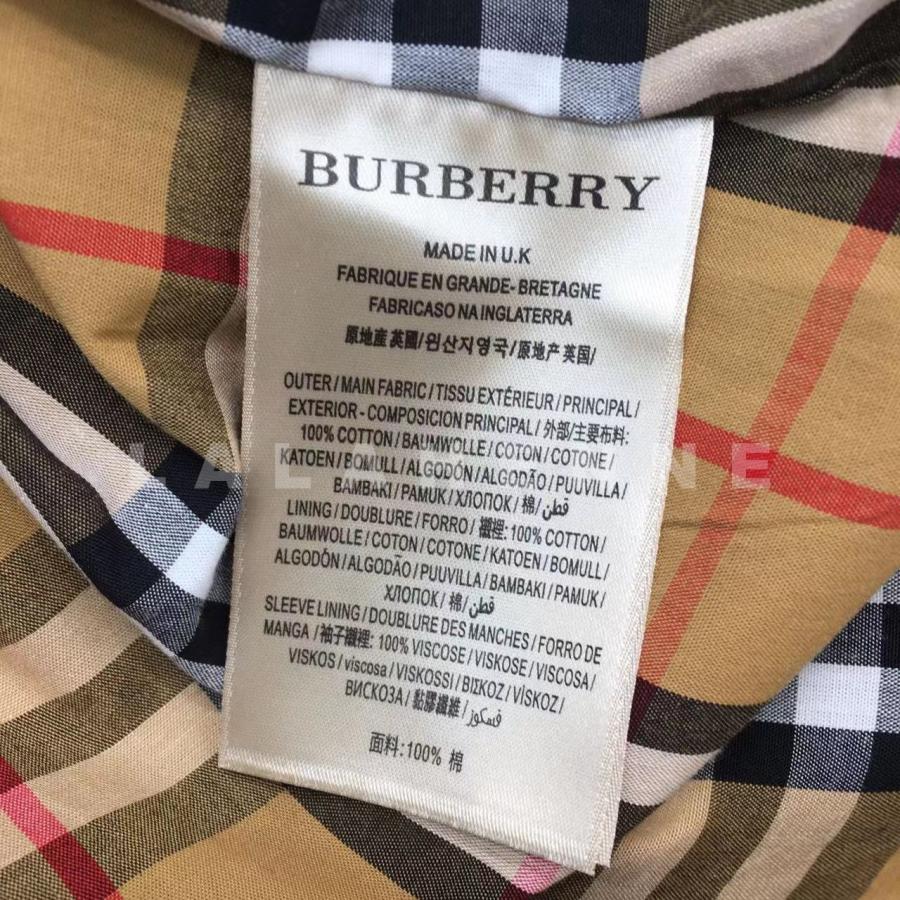 BURBERRY
MADE IN U.K
FABRIQUE EN GRANDE-BRETAGNE
FABRICASO NA INGLATERRA
原地產英國/원산지영국/原地产英国/
OUTER / MAIN FABRIC / TISSU EXTÉRIEUR / PRINCIPAL /
EXTERIOR - COMPOSICION PRINCIPAL / 外部/主要布料:
100% COTTON / BAUMWOLLE / COTON / COTONE /
KATOEN / BOMULL / ALGODÓN / ALGODÃO / PUUVILLA /
BAMBAKI / PAMUK / ХЛОПОК / 棉/ قطن
LINING / DOUBLURE / FORRO / 襯裡: 100% COTTON /
BAUMWOLLE / COTON / COTONE / KATOEN / BOMULL /
ALGODÓN / ALGODÃO / PUUVILLA / BAMBAKI / PAMUK /
ХЛОПОК / 棉/ قطن
SLEEVE LINING / DOUBLURE DES MANCHES / FORRO DE
MANGA / 袖子襯裡: 100% VISCOSE / VISKOSE / VISCOSA /
VISKOS / viscosa / VISKOSSI / ΒΙΣΚΟΖ / VİSKOZ /
ВИСКОЗА / 黏膠纖維 / فسكوز
面料:100% 棉